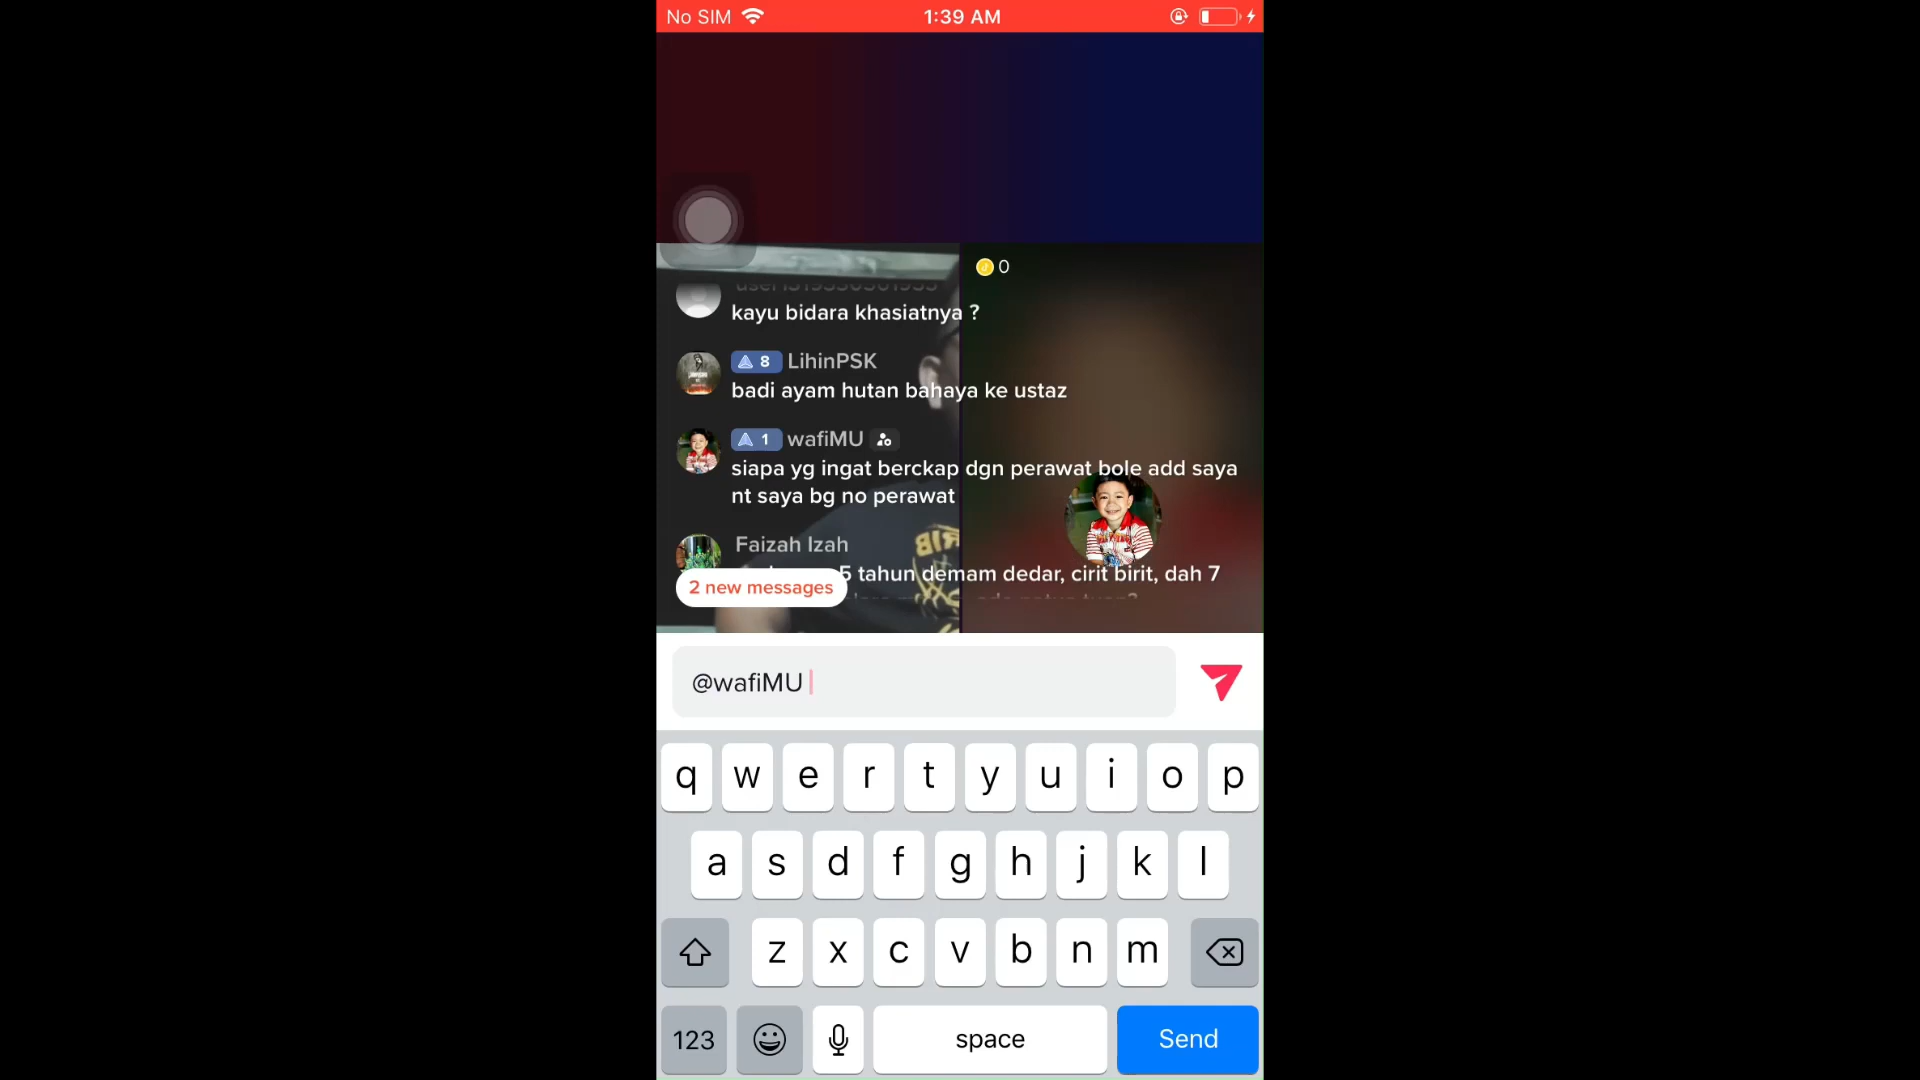 No SIM 1:39 AM
0
kayu bidara khasiatnya ?
8 LihinPSK
badi ayam hutan bahaya ke ustaz
1 wafiMU
siapa yg ingat berckap dgn perawat bole add saya
nt saya bg no perawat
Faizah Izah
5 tahun demam dedar, cirit birit, dah 7
2 new messages
@wafiMU
q w e r t y u i o p
a s d f g h j k l
z x c v b n m
123 space Send